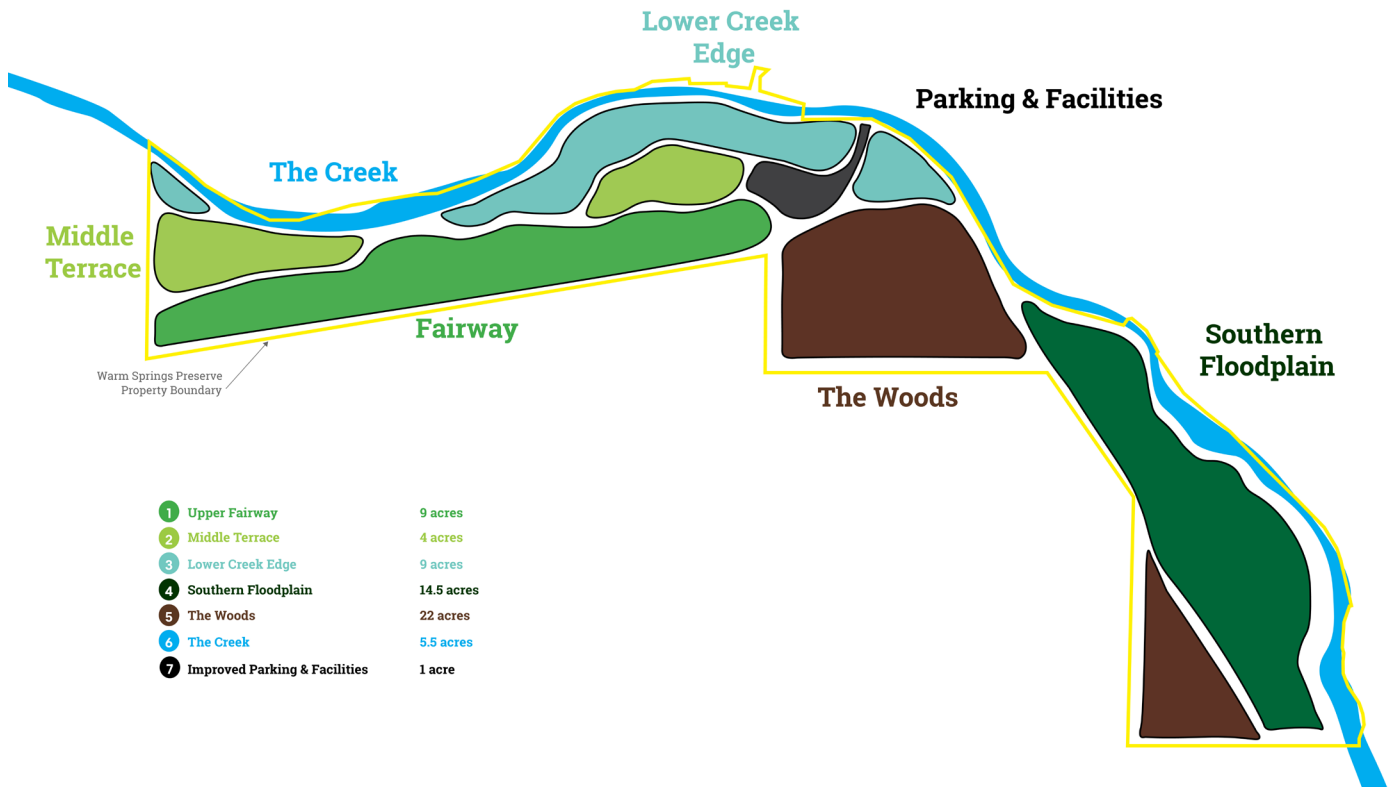 Lower Creek
Edge
Parking & Facilities
The Creek
Middle
Terrace
Fairway
Southern
Floodplain
Warm Springs Preserve
Property Boundary
The Woods
1 Upper Fairway 9 acres
2 Middle Terrace 4 acres
3 Lower Creek Edge 9 acres
4 Southern Floodplain 14.5 acres
5 The Woods 22 acres
6 The Creek 5.5 acres
7 Improved Parking & Facilities 1 acre